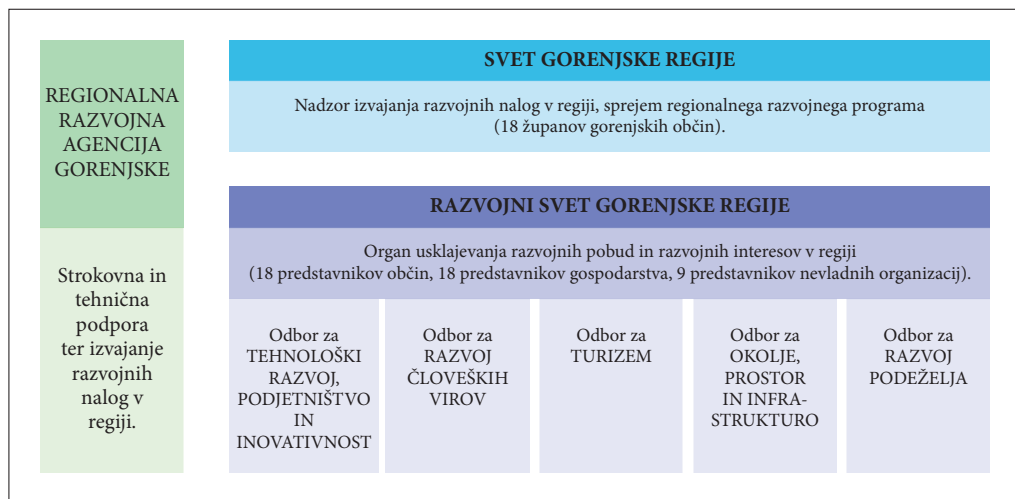 REGIONALNA
RAZVOJNA
AGENCIJA
GORENJSKE
Strokovna in
tehnična
podpora
ter izvajanje
razvojnih
nalog v
regiji.
SVET GORENJSKE REGIJE
Nadzor izvajanja razvojnih nalog v regiji, sprejem regionalnega razvojnega programa
(18 županov gorenjskih občin).
RAZVOJNI SVET GORENJSKE REGIJE
Organ usklajevanja razvojnih pobud in razvojnih interesov v regiji
(18 predstavnikov občin, 18 predstavnikov gospodarstva, 9 predstavnikov nevladnih organizacij).
Odbor za
TEHNOLOŠKI
RAZVOJ,
PODJETNIŠTVO
IN
INOVATIVNOST
Odbor za
RAZVOJ
ČLOVEŠKIH
VIROV
Odbor za
TURIZEM
Odbor za
OKOLJE,
PROSTOR
IN INFRA-
STRUKTURO
Odbor za
RAZVOJ
PODEŽELJA